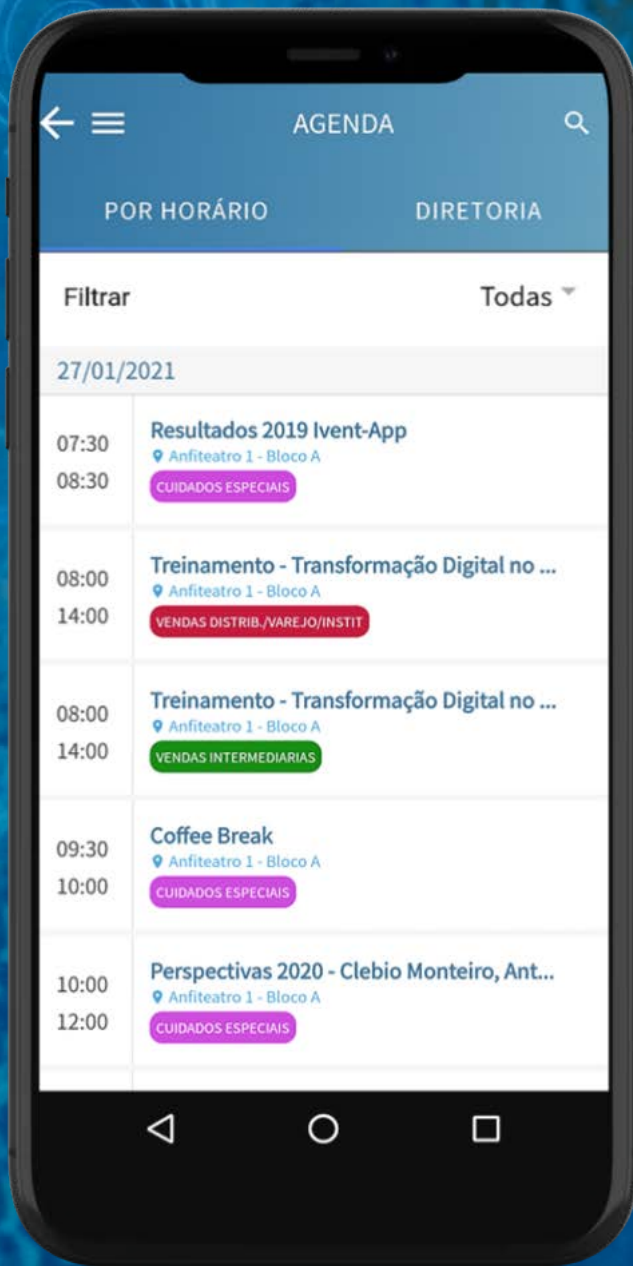 AGENDA
POR HORÁRIO
DIRETORIA
Filtrar
Todas
27/01/2021
07:30
08:30
Resultados 2019 Ivent-App
Anfiteatro 1 - Bloco A
CUIDADOS ESPECIAIS
08:00
14:00
Treinamento - Transformação Digital no ...
Anfiteatro 1 - Bloco A
VENDAS DISTRIB./VAREJO/INSTIT
08:00
14:00
Treinamento - Transformação Digital no ...
Anfiteatro 1 - Bloco A
VENDAS INTERMEDIARIAS
09:30
10:00
Coffee Break
Anfiteatro 1 - Bloco A
CUIDADOS ESPECIAIS
10:00
12:00
Perspectivas 2020 - Clebio Monteiro, Ant...
Anfiteatro 1 - Bloco A
CUIDADOS ESPECIAIS